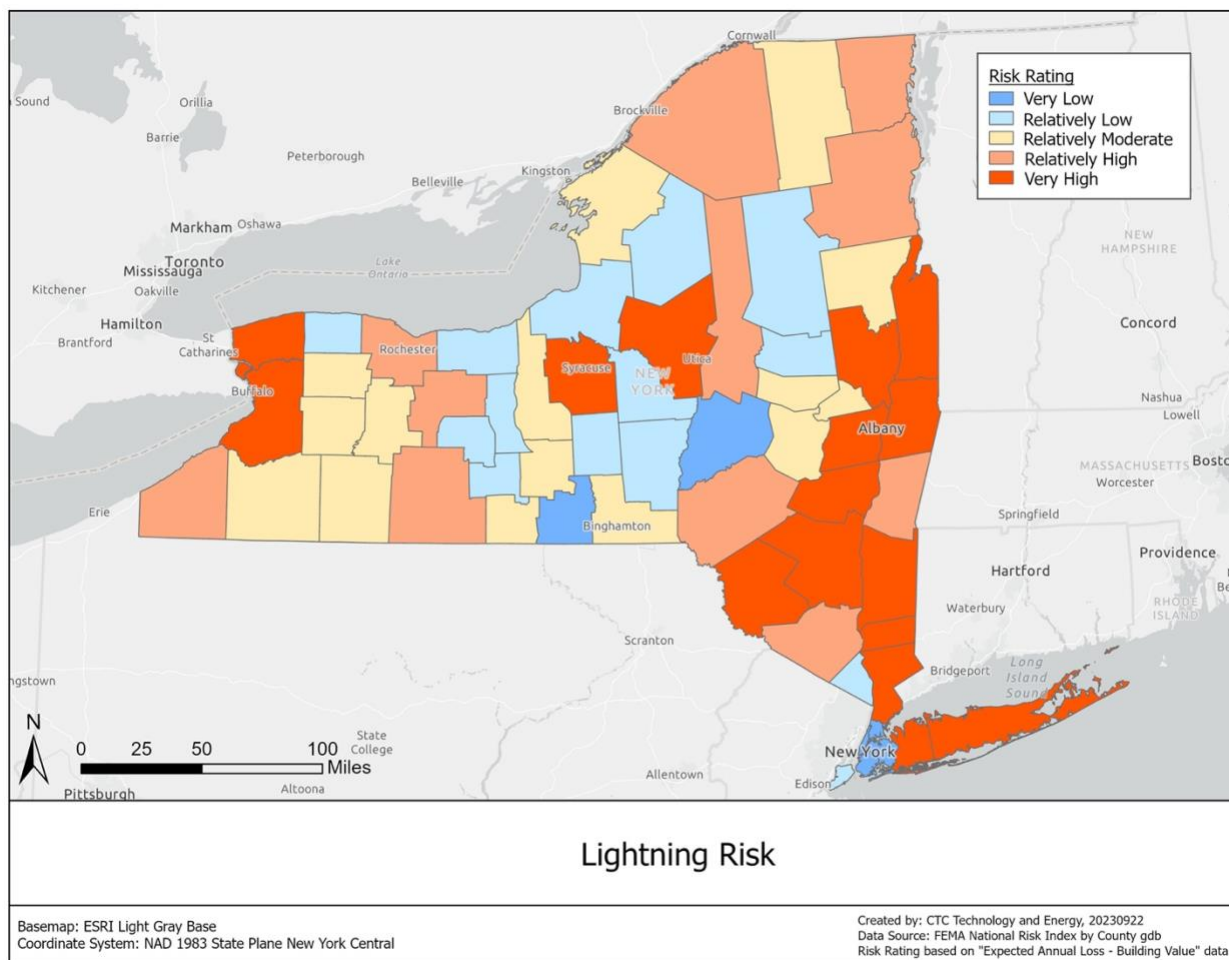 Cornwall
Sound
Orillia
Barrie
Brockville
Peterborough
Kingston
Belleville
Markham
Oshawa
Toronto
Mississauga
Oakville
Kitchener
Hamilton
Brantford
St
Catharines
Lake
Ontario
Rochester
Buffalo
Syracuse
Utica
NEW
YORK
Albany
Erie
Binghamton
NEW
HAMPSHIRE
Concord
Nashua
Lowell
MASSACHUSETTS
Worcester
Bosto
Springfield
Hartford
Providence
Be
RHODE
ISLAND
Waterbury
Scranton
Bridgeport
Long
Island
Sound
New York
Edison
Allentown
ngstown
State
College
Altoona
Pittsburgh
Risk Rating
Very Low
Relatively Low
Relatively Moderate
Relatively High
Very High
N
0 25 50 100
Miles
Lightning Risk
Basemap: ESRI Light Gray Base
Coordinate System: NAD 1983 State Plane New York Central
Created by: CTC Technology and Energy, 20230922
Data Source: FEMA National Risk Index by County gdb
Risk Rating based on "Expected Annual Loss - Building Value" data